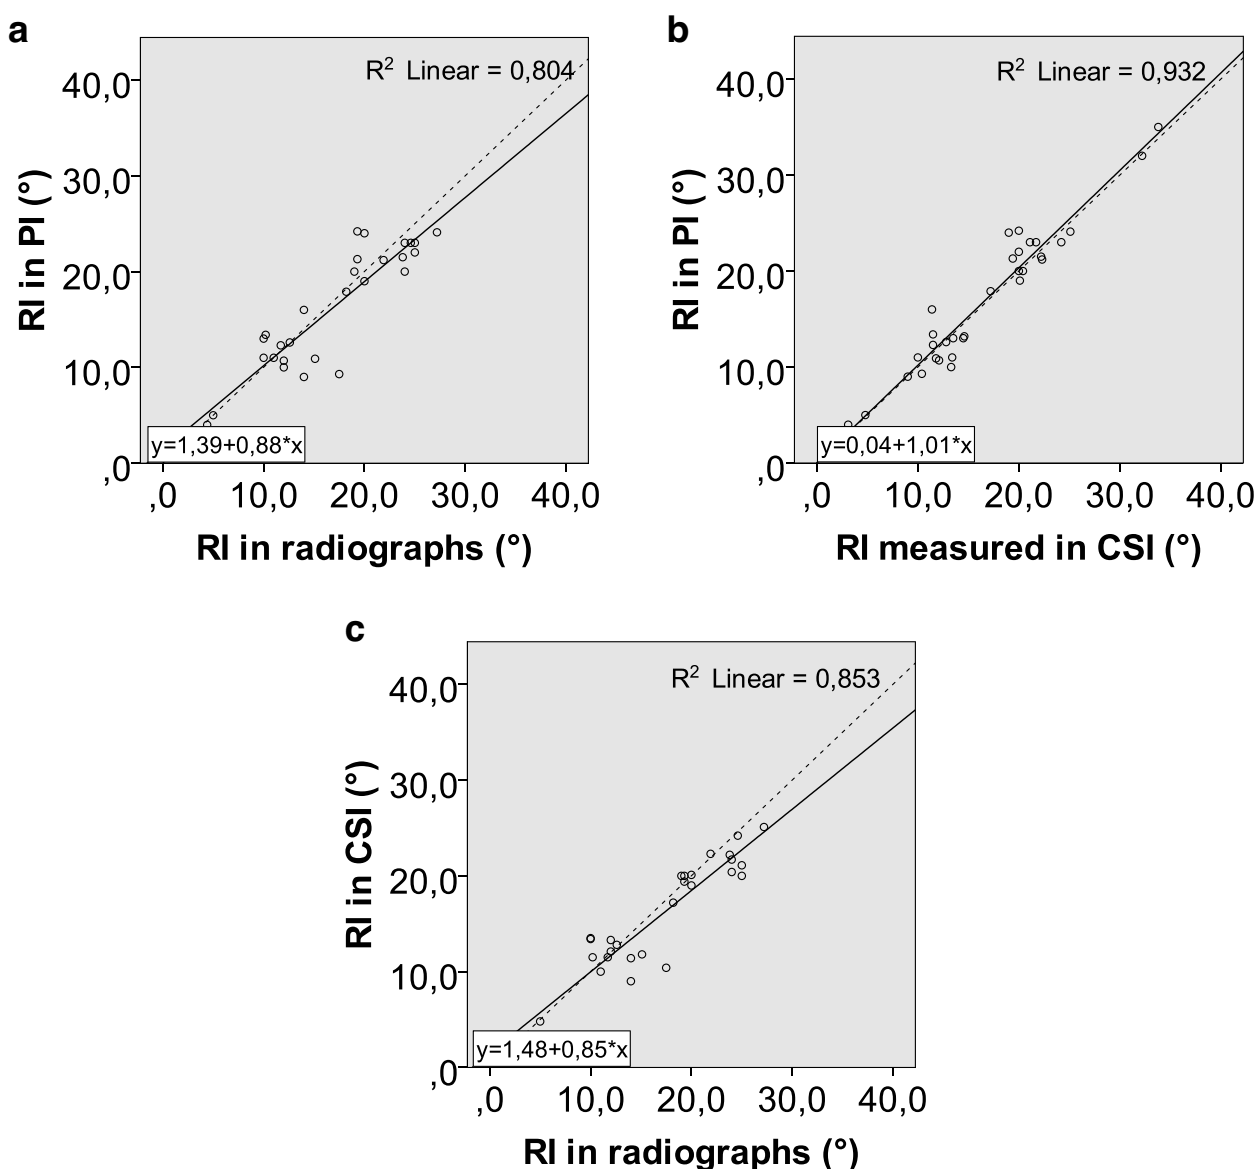 a
R² Linear = 0,804
40,0
30,0
20,0
10,0
,0
RI in PI (°)
y=1,39+0,88*x
,0 10,0 20,0 30,0 40,0
RI in radiographs (°)
b
R² Linear = 0,932
40,0
30,0
20,0
10,0
,0
RI in PI (°)
y=0,04+1,01*x
,0 10,0 20,0 30,0 40,0
RI measured in CSI (°)
c
R² Linear = 0,853
40,0
30,0
20,0
10,0
,0
RI in CSI (°)
y=1,48+0,85*x
,0 10,0 20,0 30,0 40,0
RI in radiographs (°)